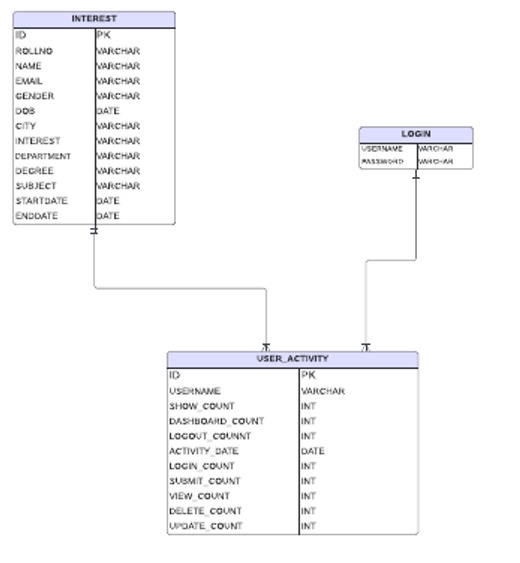 INTEREST
ID PK
ROLLNO VARCHAR
NAME VARCHAR
EMAIL VARCHAR
GENDER VARCHAR
DOB DATE
CITY VARCHAR
INTEREST VARCHAR
DEPARTMENT VARCHAR
DEGREE VARCHAR
SUBJECT VARCHAR
STARTDATE DATE
ENDDATE DATE
LOGIN
USERNAME VARCHAR
PASSWORD VARCHAR
USER_ACTIVITY
ID PK
USERNAME VARCHAR
SHOW_COUNT INT
DASHBOARD_COUNT INT
LOGOUT_COUNNT INT
ACTIVITY_DATE DATE
LOGIN_COUNT INT
SUBMIT_COUNT INT
VIEW_COUNT INT
DELETE_COUNT INT
UPDATE_COUNT INT